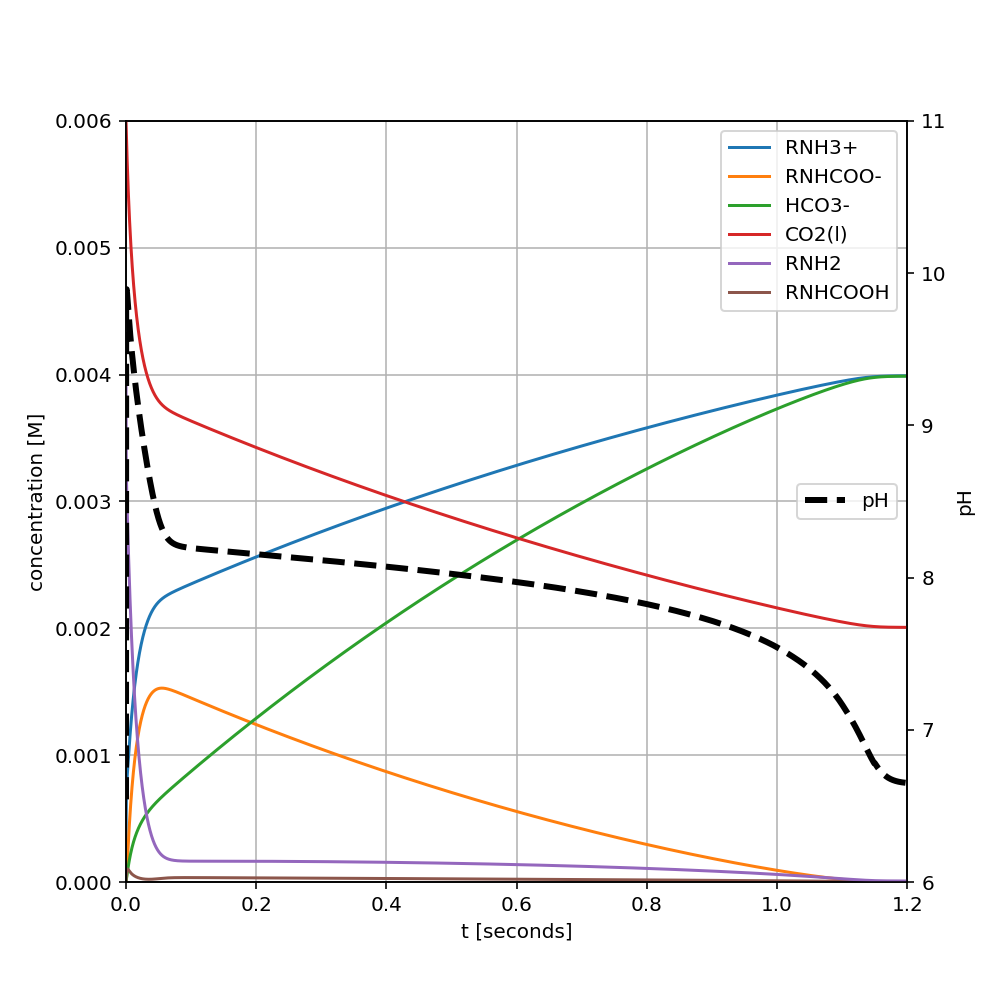 0.006
0.005
0.004
0.003
0.002
0.001
0.000
concentration [M]
0.0 0.2 0.4 0.6 0.8 1.0 1.2
t [seconds]
11
10
9
8
7
6
pH
RNH3+
RNHCOO-
HCO3-
CO2(l)
RNH2
RNHCOOH
pH